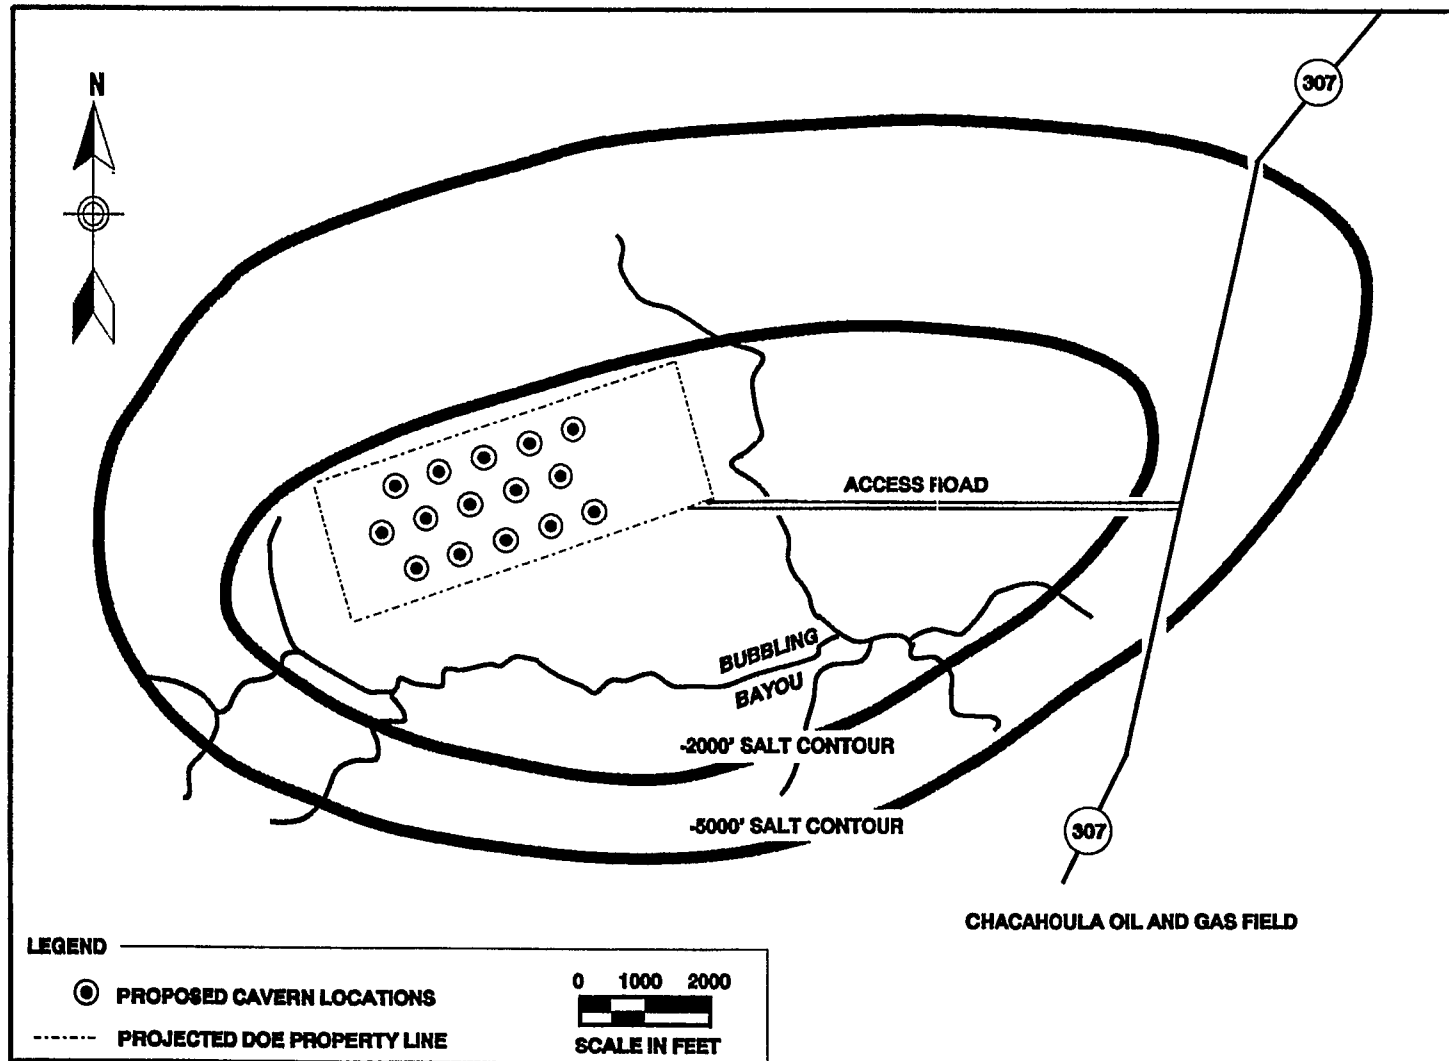 N
307
ACCESS ROAD
BUBBLING
BAYOU
-2000' SALT CONTOUR
-5000' SALT CONTOUR
307
CHACAHOULA OIL AND GAS FIELD
LEGEND
PROPOSED CAVERN LOCATIONS
PROJECTED DOE PROPERTY LINE
0 1000 2000
SCALE IN FEET